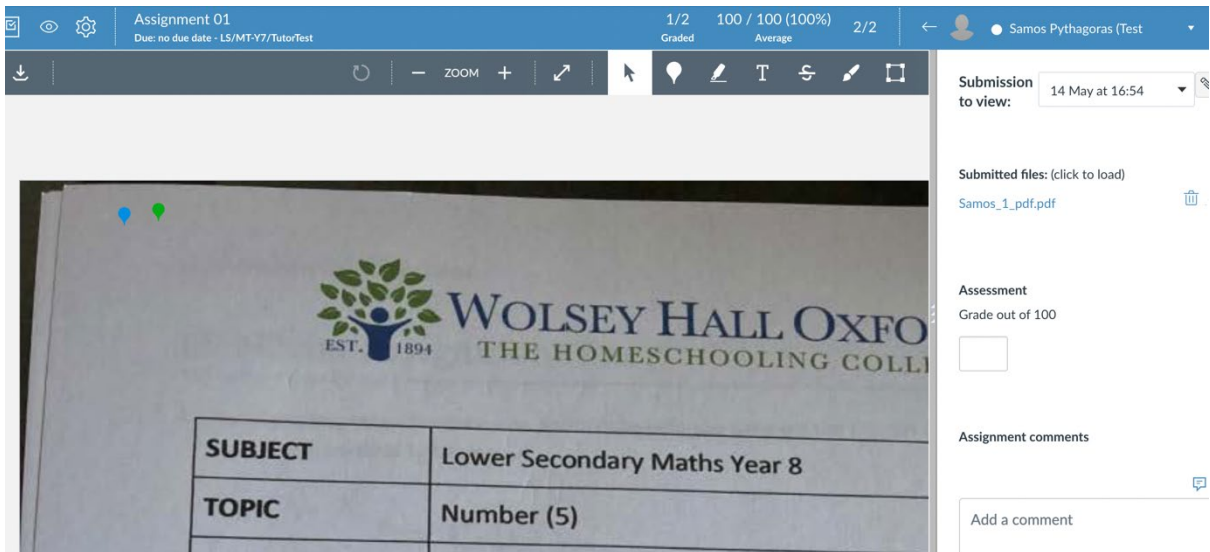 Assignment 01
Due: no due date - LS/MT-Y7/TutorTest
1/2
Graded
100 / 100 (100%)
Average
2/2
Samos Pythagoras (Test
ZOOM
T
S
Submission to view:
14 May at 16:54
Submitted files: (click to load)
Samos_1_pdf.pdf
Assessment
Grade out of 100
Assignment comments
Add a comment
WOLSEY HALL OXFO
EST. 1894
THE HOMESCHOOLING COLL
SUBJECT
Lower Secondary Maths Year 8
TOPIC
Number (5)